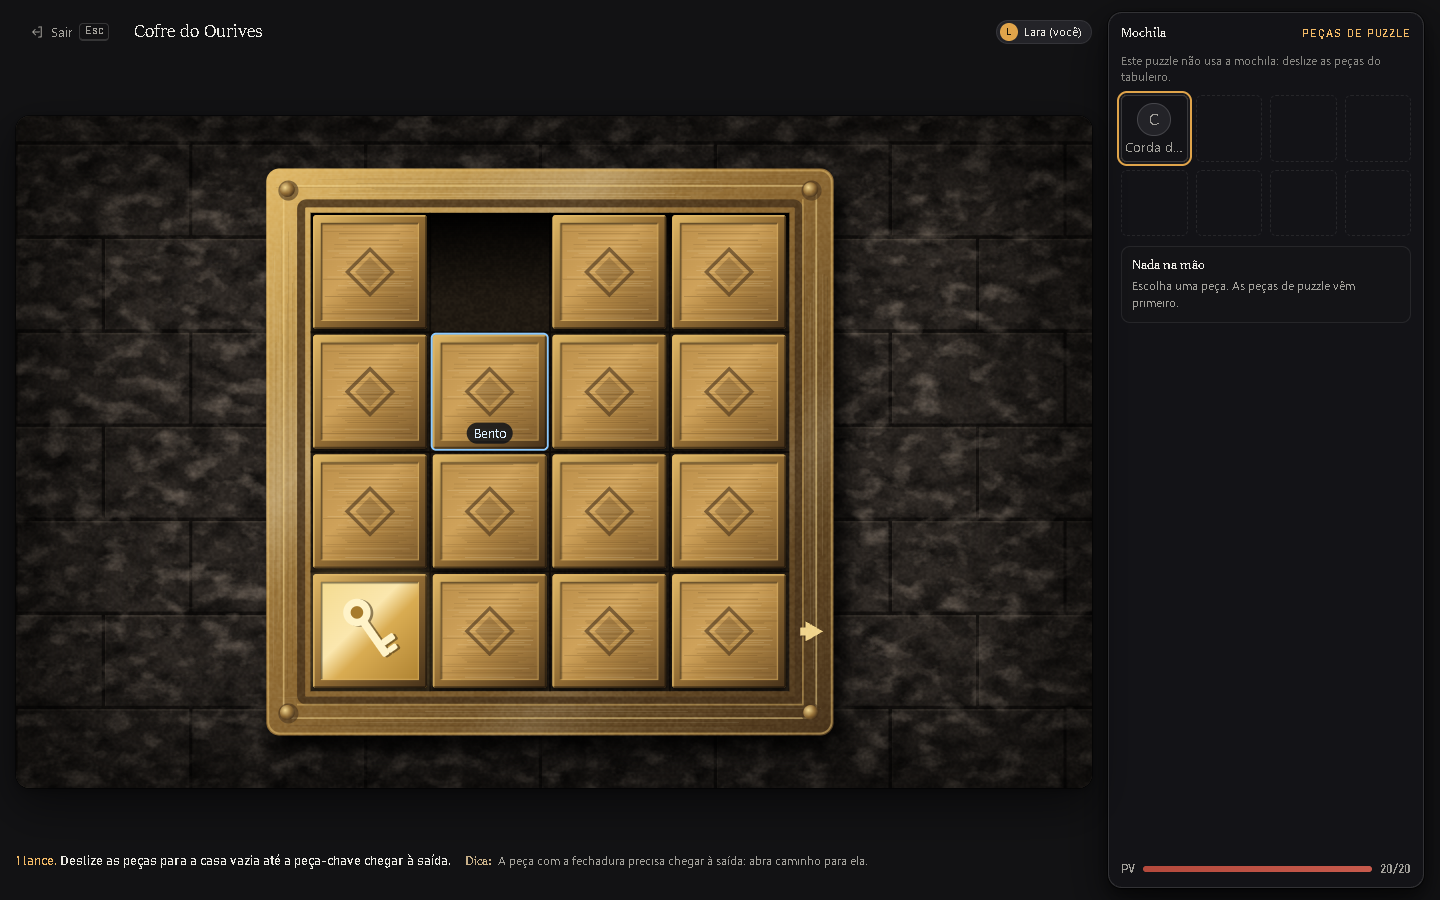 Sair Esc Cofre do Ourives
L Lara (você)
Mochila PEÇAS DE PUZZLE
Este puzzle não usa a mochila: deslize as peças do
tabuleiro.
C
Corda d...
Nada na mão
Escolha uma peça. As peças de puzzle vêm
primeiro.
Bento
1 lance. Deslize as peças para a casa vazia até a peça-chave chegar à saída. Dica: A peça com a fechadura precisa chegar à saída: abra caminho para ela.
PV 20/20